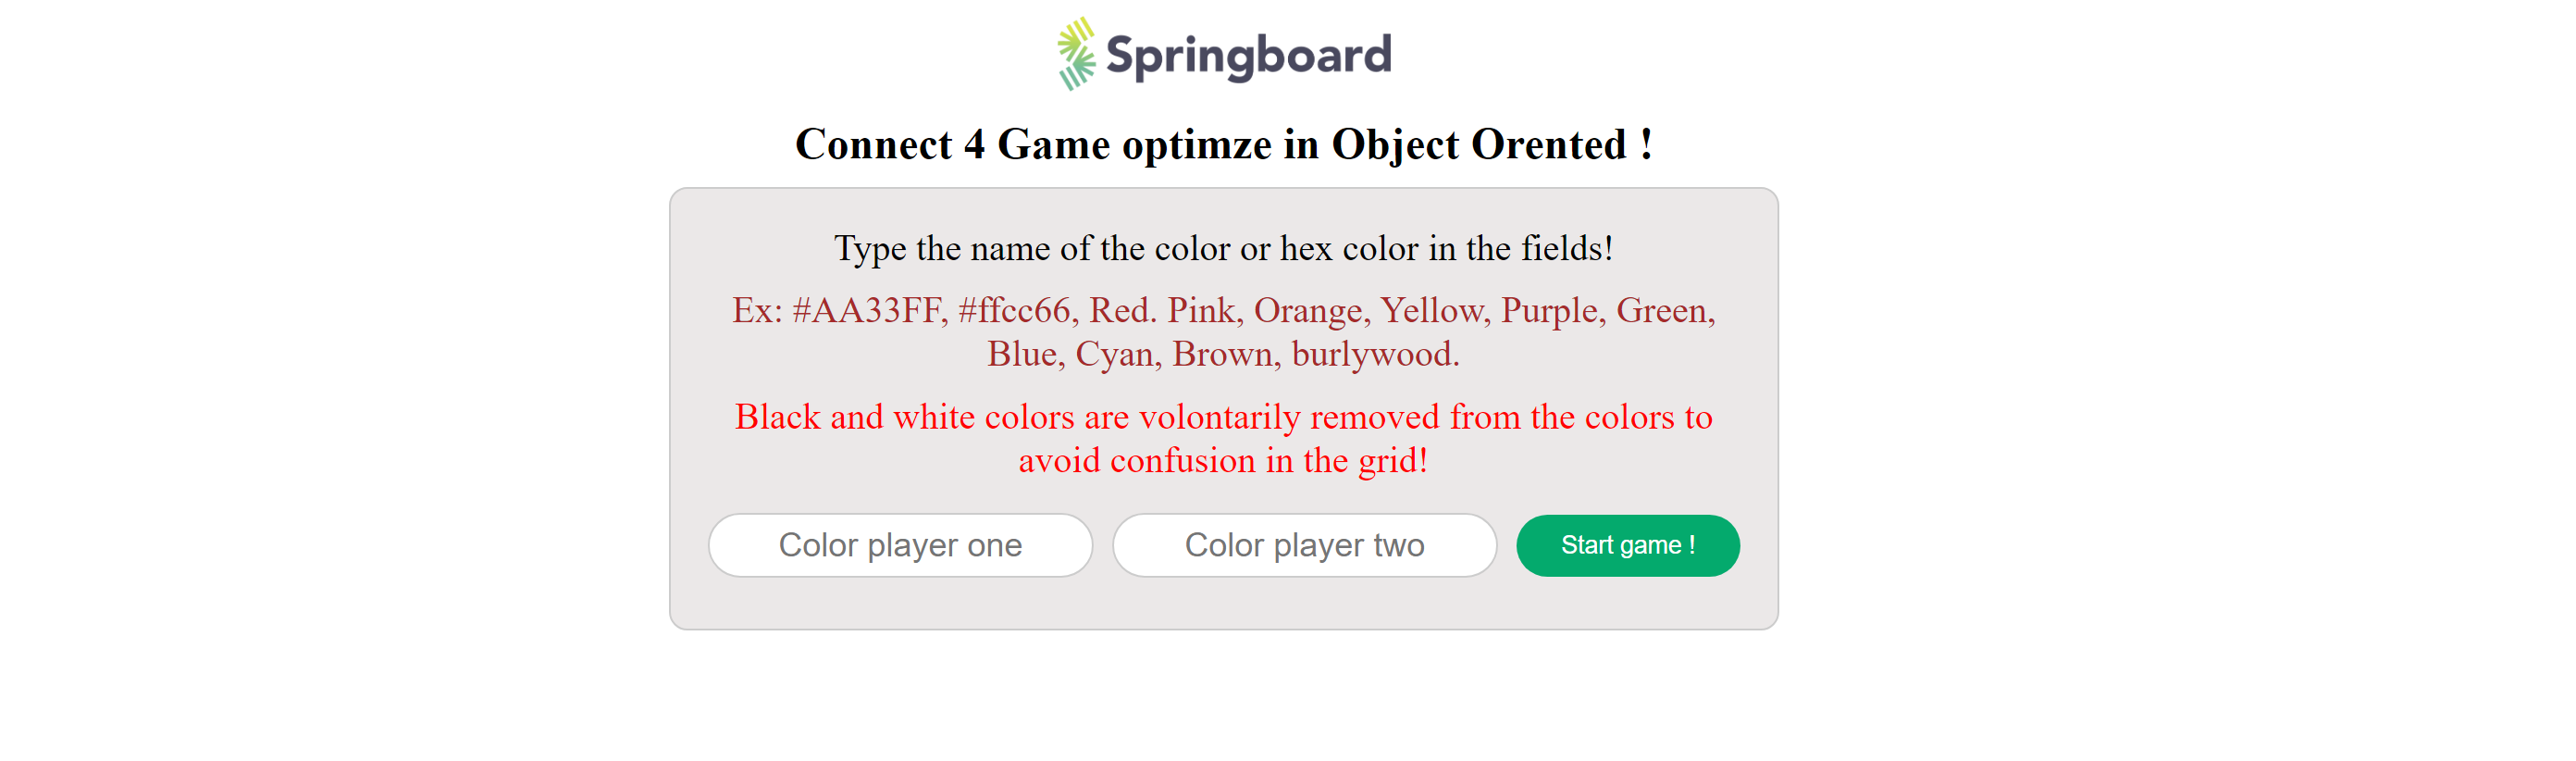 Springboard
Connect 4 Game optimze in Object Orented !
Type the name of the color or hex color in the fields!
Ex: #AA33FF, #ffcc66, Red. Pink, Orange, Yellow, Purple, Green,
Blue, Cyan, Brown, burlywood.
Black and white colors are volontarily removed from the colors to
avoid confusion in the grid!
Color player one Color player two Start game !